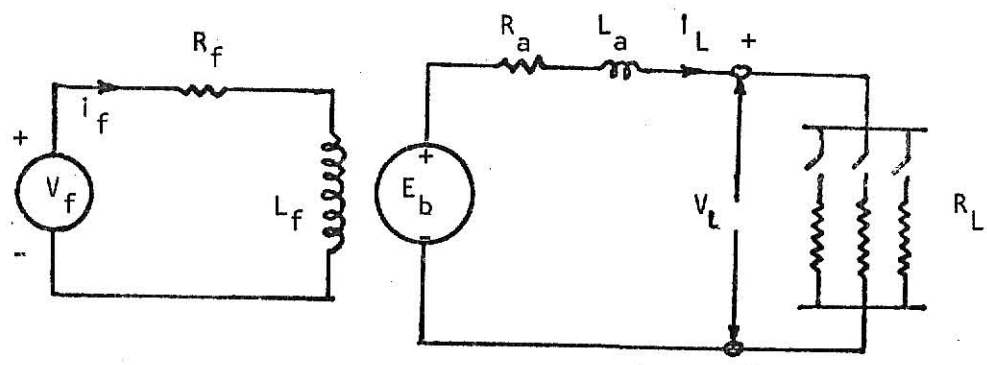 R_f
i_f
+
V_f
-
L_f
R_a
L_a
i_L
+
+
E_b
-
V_t
R_L